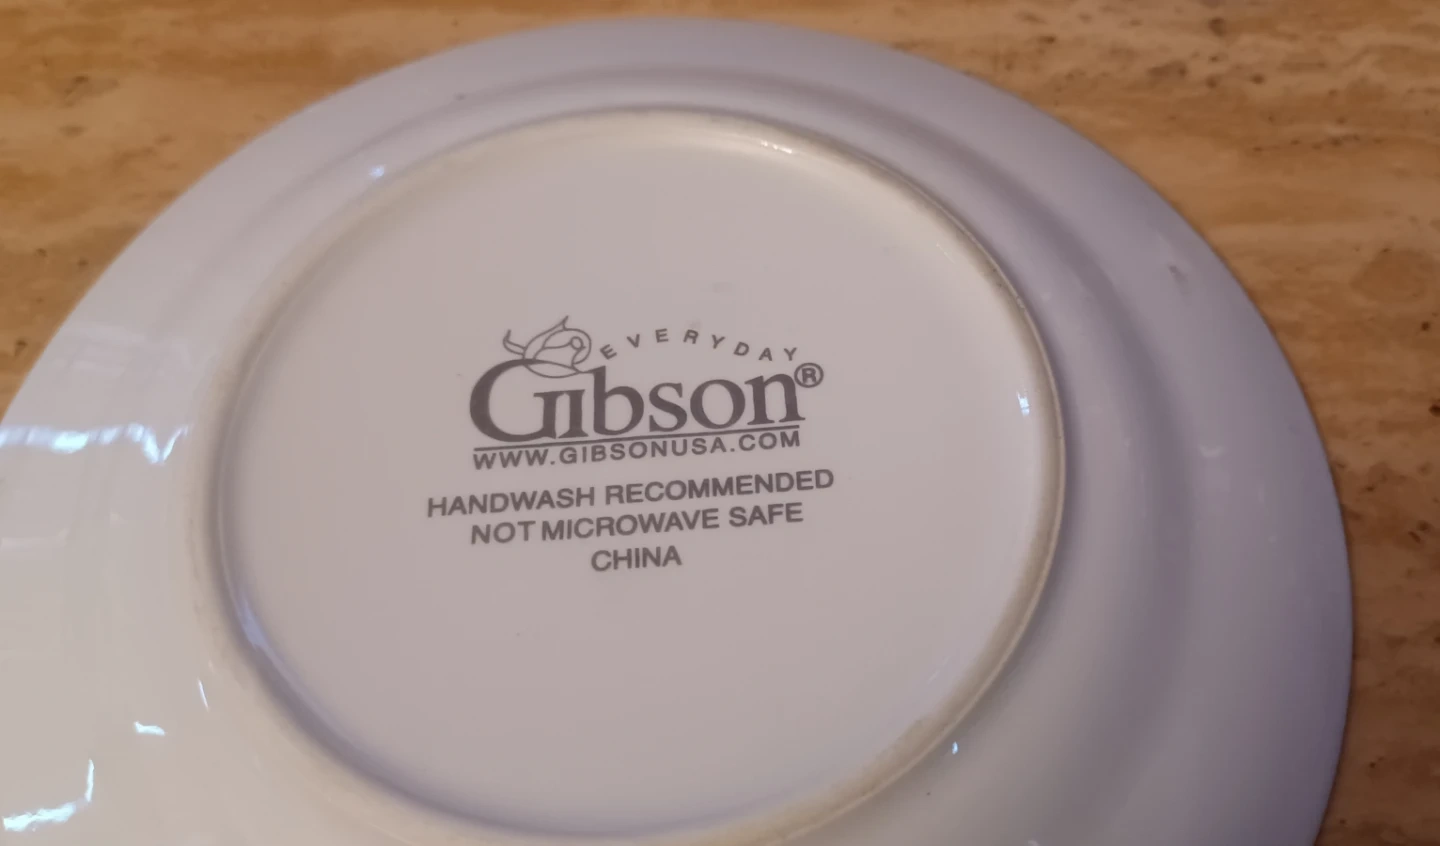 EVERYDAY
Gibson®
WWW.GIBSONUSA.COM
HANDWASH RECOMMENDED
NOT MICROWAVE SAFE
CHINA